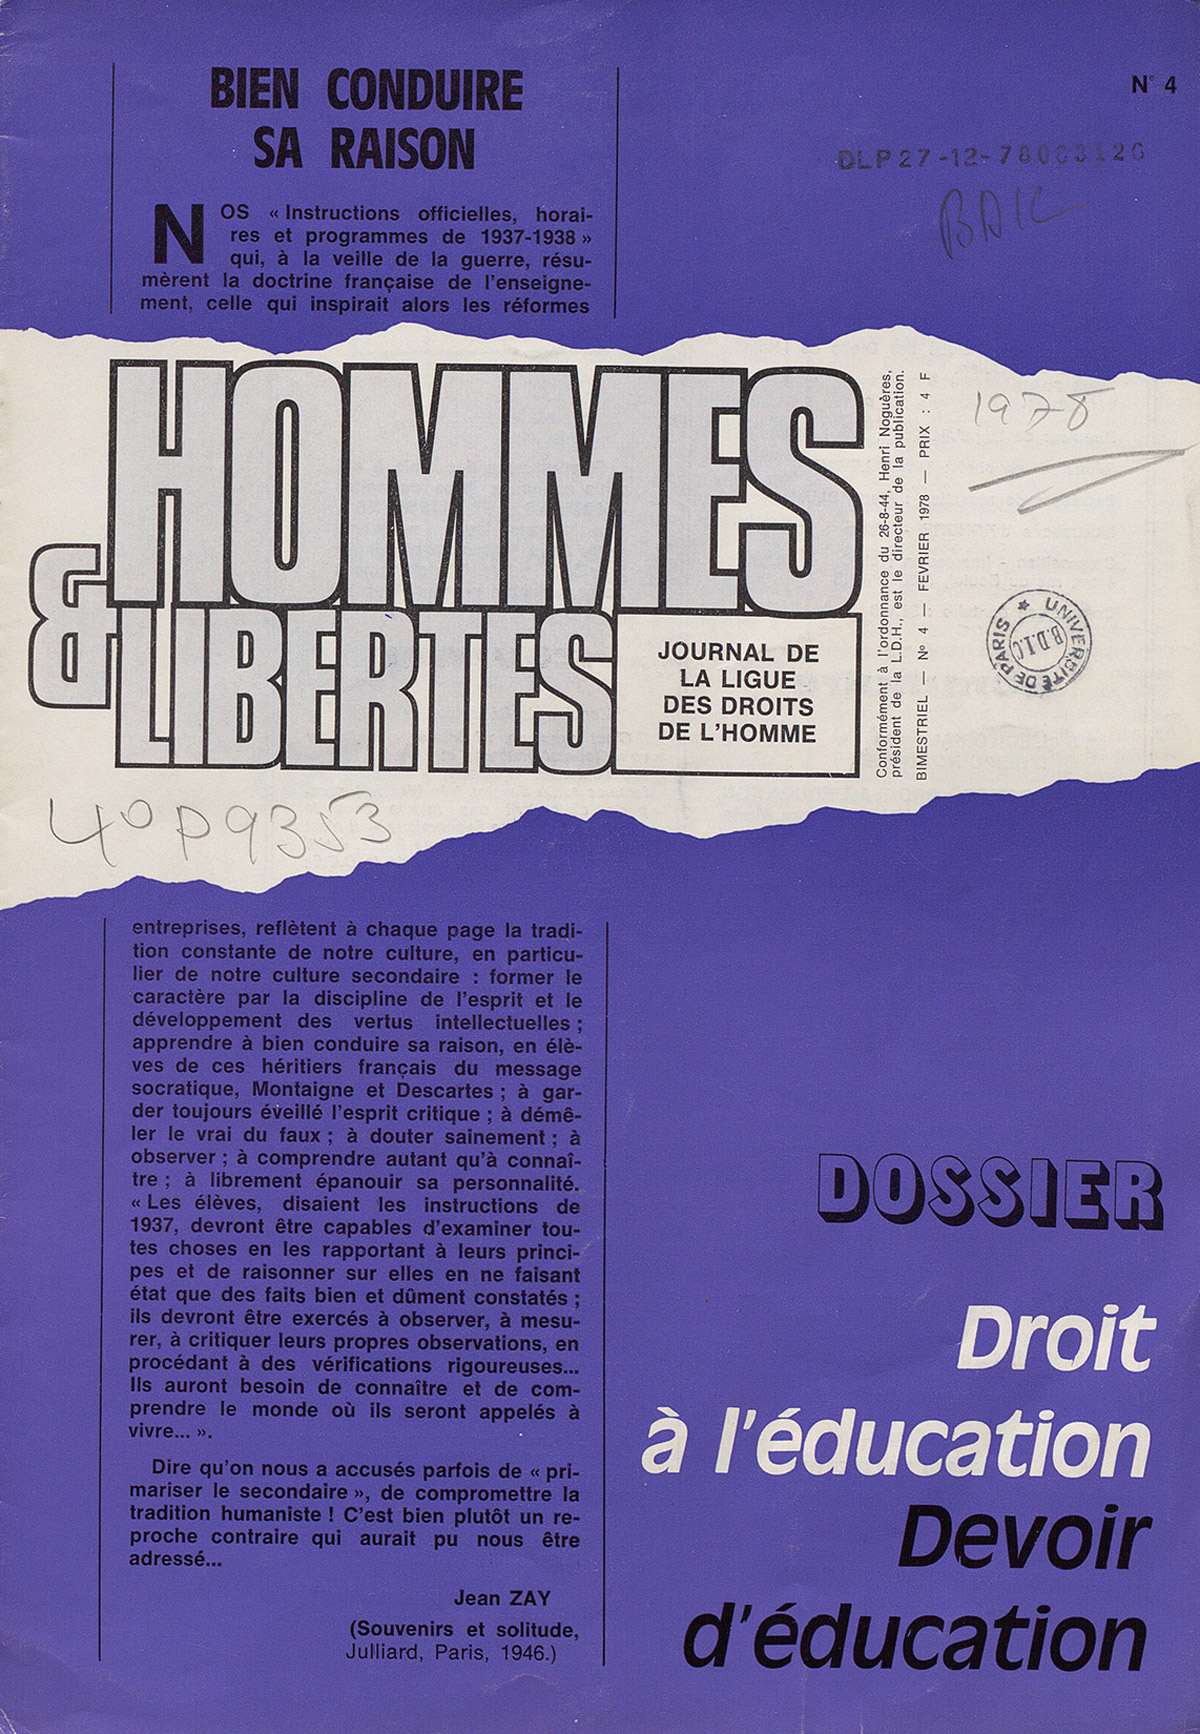 BIEN CONDUIRE
SA RAISON
NOS « Instructions officielles, horai-
res et programmes de 1937-1938 »
qui, à la veille de la guerre, résu-
mèrent la doctrine française de l'enseigne-
ment, celle qui inspirait alors les réformes
N° 4
DLP 27-12-78003126
HOMMES
& LIBERTES
JOURNAL DE
LA LIGUE
DES DROITS
DE L'HOMME
Conformément à l'ordonnance du 26-8-44, Henri Noguères,
président de la L.D.H., est le directeur de la publication.
BIMESTRIEL — N° 4 — FEVRIER 1978 — PRIX : 4 F
1978
UNIVERSITÉ DE PARIS
B.D.I.C
4° P 9353
entreprises, reflètent à chaque page la tradi-
tion constante de notre culture, en particu-
lier de notre culture secondaire : former le
caractère par la discipline de l'esprit et le
développement des vertus intellectuelles ;
apprendre à bien conduire sa raison, en élè-
ves de ces héritiers français du message
socratique, Montaigne et Descartes ; à gar-
der toujours éveillé l'esprit critique ; à démê-
ler le vrai du faux ; à douter sainement ; à
observer ; à comprendre autant qu'à connaî-
tre ; à librement épanouir sa personnalité.
« Les élèves, disaient les instructions de
1937, devront être capables d'examiner tou-
tes choses en les rapportant à leurs princi-
pes et de raisonner sur elles en ne faisant
état que des faits bien et dûment constatés ;
ils devront être exercés à observer, à mesu-
rer, à critiquer leurs propres observations, en
procédant à des vérifications rigoureuses...
Ils auront besoin de connaître et de com-
prendre le monde où ils seront appelés à
vivre... ».
Dire qu'on nous a accusés parfois de « pri-
mariser le secondaire », de compromettre la
tradition humaniste ! C'est bien plutôt un re-
proche contraire qui aurait pu nous être
adressé...
Jean ZAY
(Souvenirs et solitude,
Julliard, Paris, 1946.)
DOSSIER
Droit
à l'éducation
Devoir
d'éducation